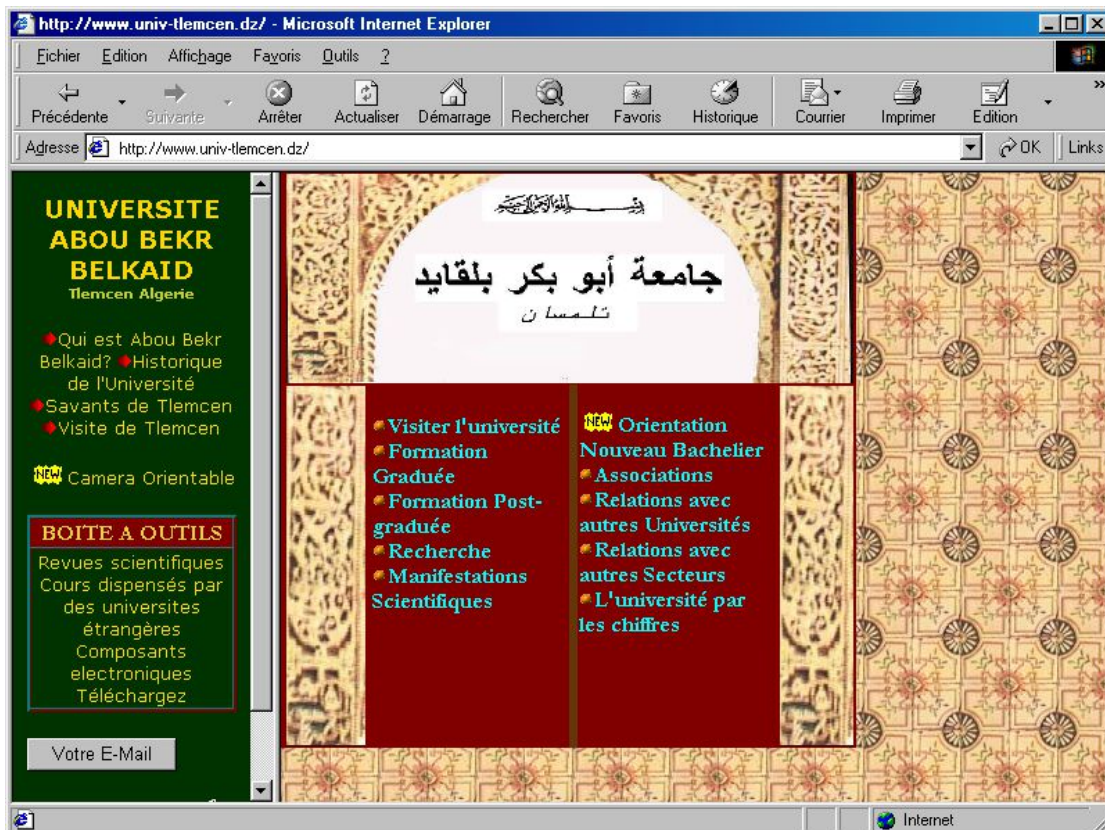 http://www.univ-tlemcen.dz/ - Microsoft Internet Explorer
Fichier Edition Affichage Favoris Outils ?
Précédente Suivante Arrêter Actualiser Démarrage Rechercher Favoris Historique Courrier Imprimer Edition »
Adresse http://www.univ-tlemcen.dz/ OK Links
UNIVERSITE
ABOU BEKR
BELKAID
Tlemcen Algerie
Qui est Abou Bekr
Belkaid? Historique
de l'Université
Savants de Tlemcen
Visite de Tlemcen
NEW Camera Orientable
BOITE A OUTILS
Revues scientifiques
Cours dispensés par
des universites
étrangères
Composants
electroniques
Téléchargez
Votre E-Mail
بسم الله الرحمن الرحيم
جامعة أبو بكر بلقايد
تلمسان
Visiter l'université
Formation
Graduée
Formation Post-
graduée
Recherche
Manifestations
Scientifiques
NEW Orientation
Nouveau Bachelier
Associations
Relations avec
autres Universités
Relations avec
autres Secteurs
L'université par
les chiffres
Internet